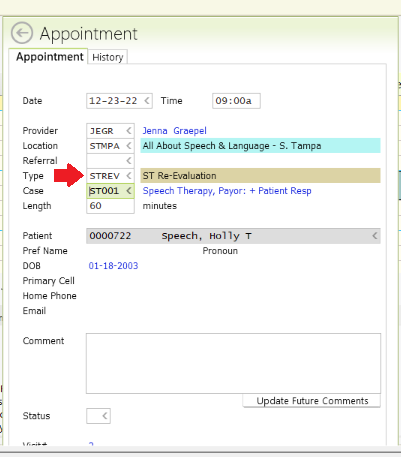 Appointment
Appointment History
Date 12-23-22 < Time 09:00a
Provider JEGR < Jenna Graepel
Location STMPA < All About Speech & Language - S. Tampa
Referral <
Type STREV < ST Re-Evaluation
Case ST001 < Speech Therapy, Payor: + Patient Resp
Length 60 minutes
Patient 0000722 Speech, Holly T <
Pref Name Pronoun
DOB 01-18-2003
Primary Cell
Home Phone
Email
Comment
Update Future Comments
Status <